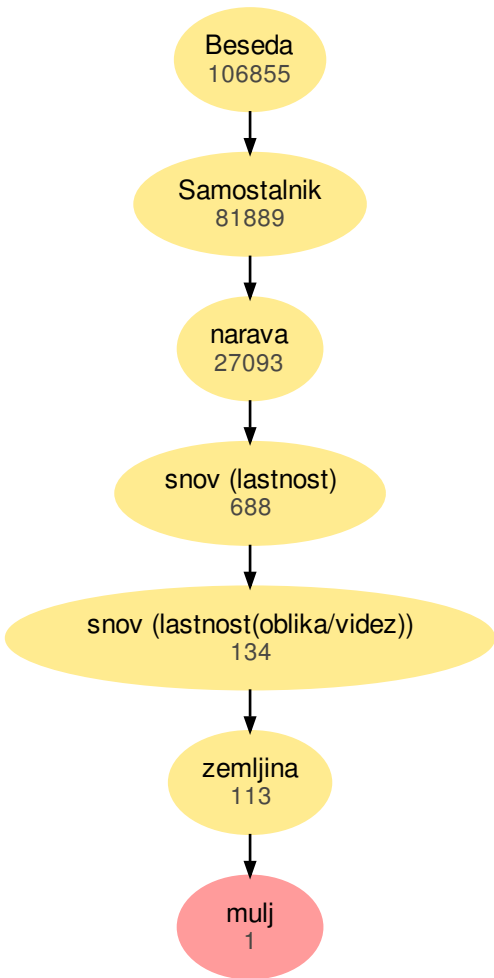 Beseda
106855
Samostalnik
81889
narava
27093
snov (lastnost)
688
snov (lastnost(oblika/videz))
134
zemljina
113
mulj
1